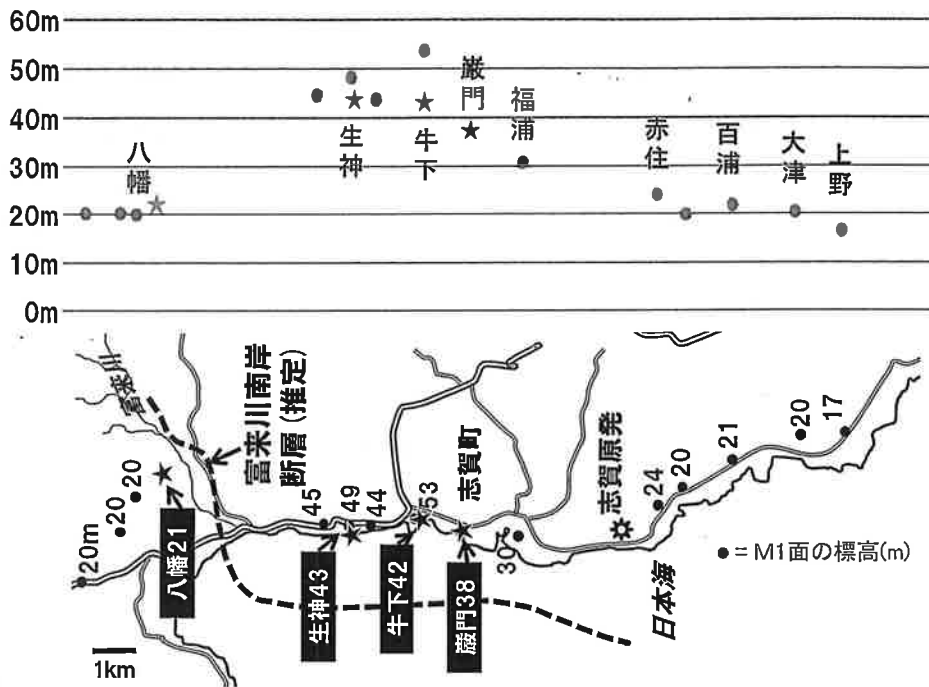 60m
50m
40m
30m
20m
10m
0m
八幡
生神
牛下
巌門
福浦
赤住
百浦
大津
上野
富来川
富来川南岸
断層(推定)
志賀町
志賀原発
日本海
20m
20
20
八幡21
45
49
44
53
生神43
牛下42
巌門38
30
24
20
21
20
17
●=M1面の標高(m)
1km